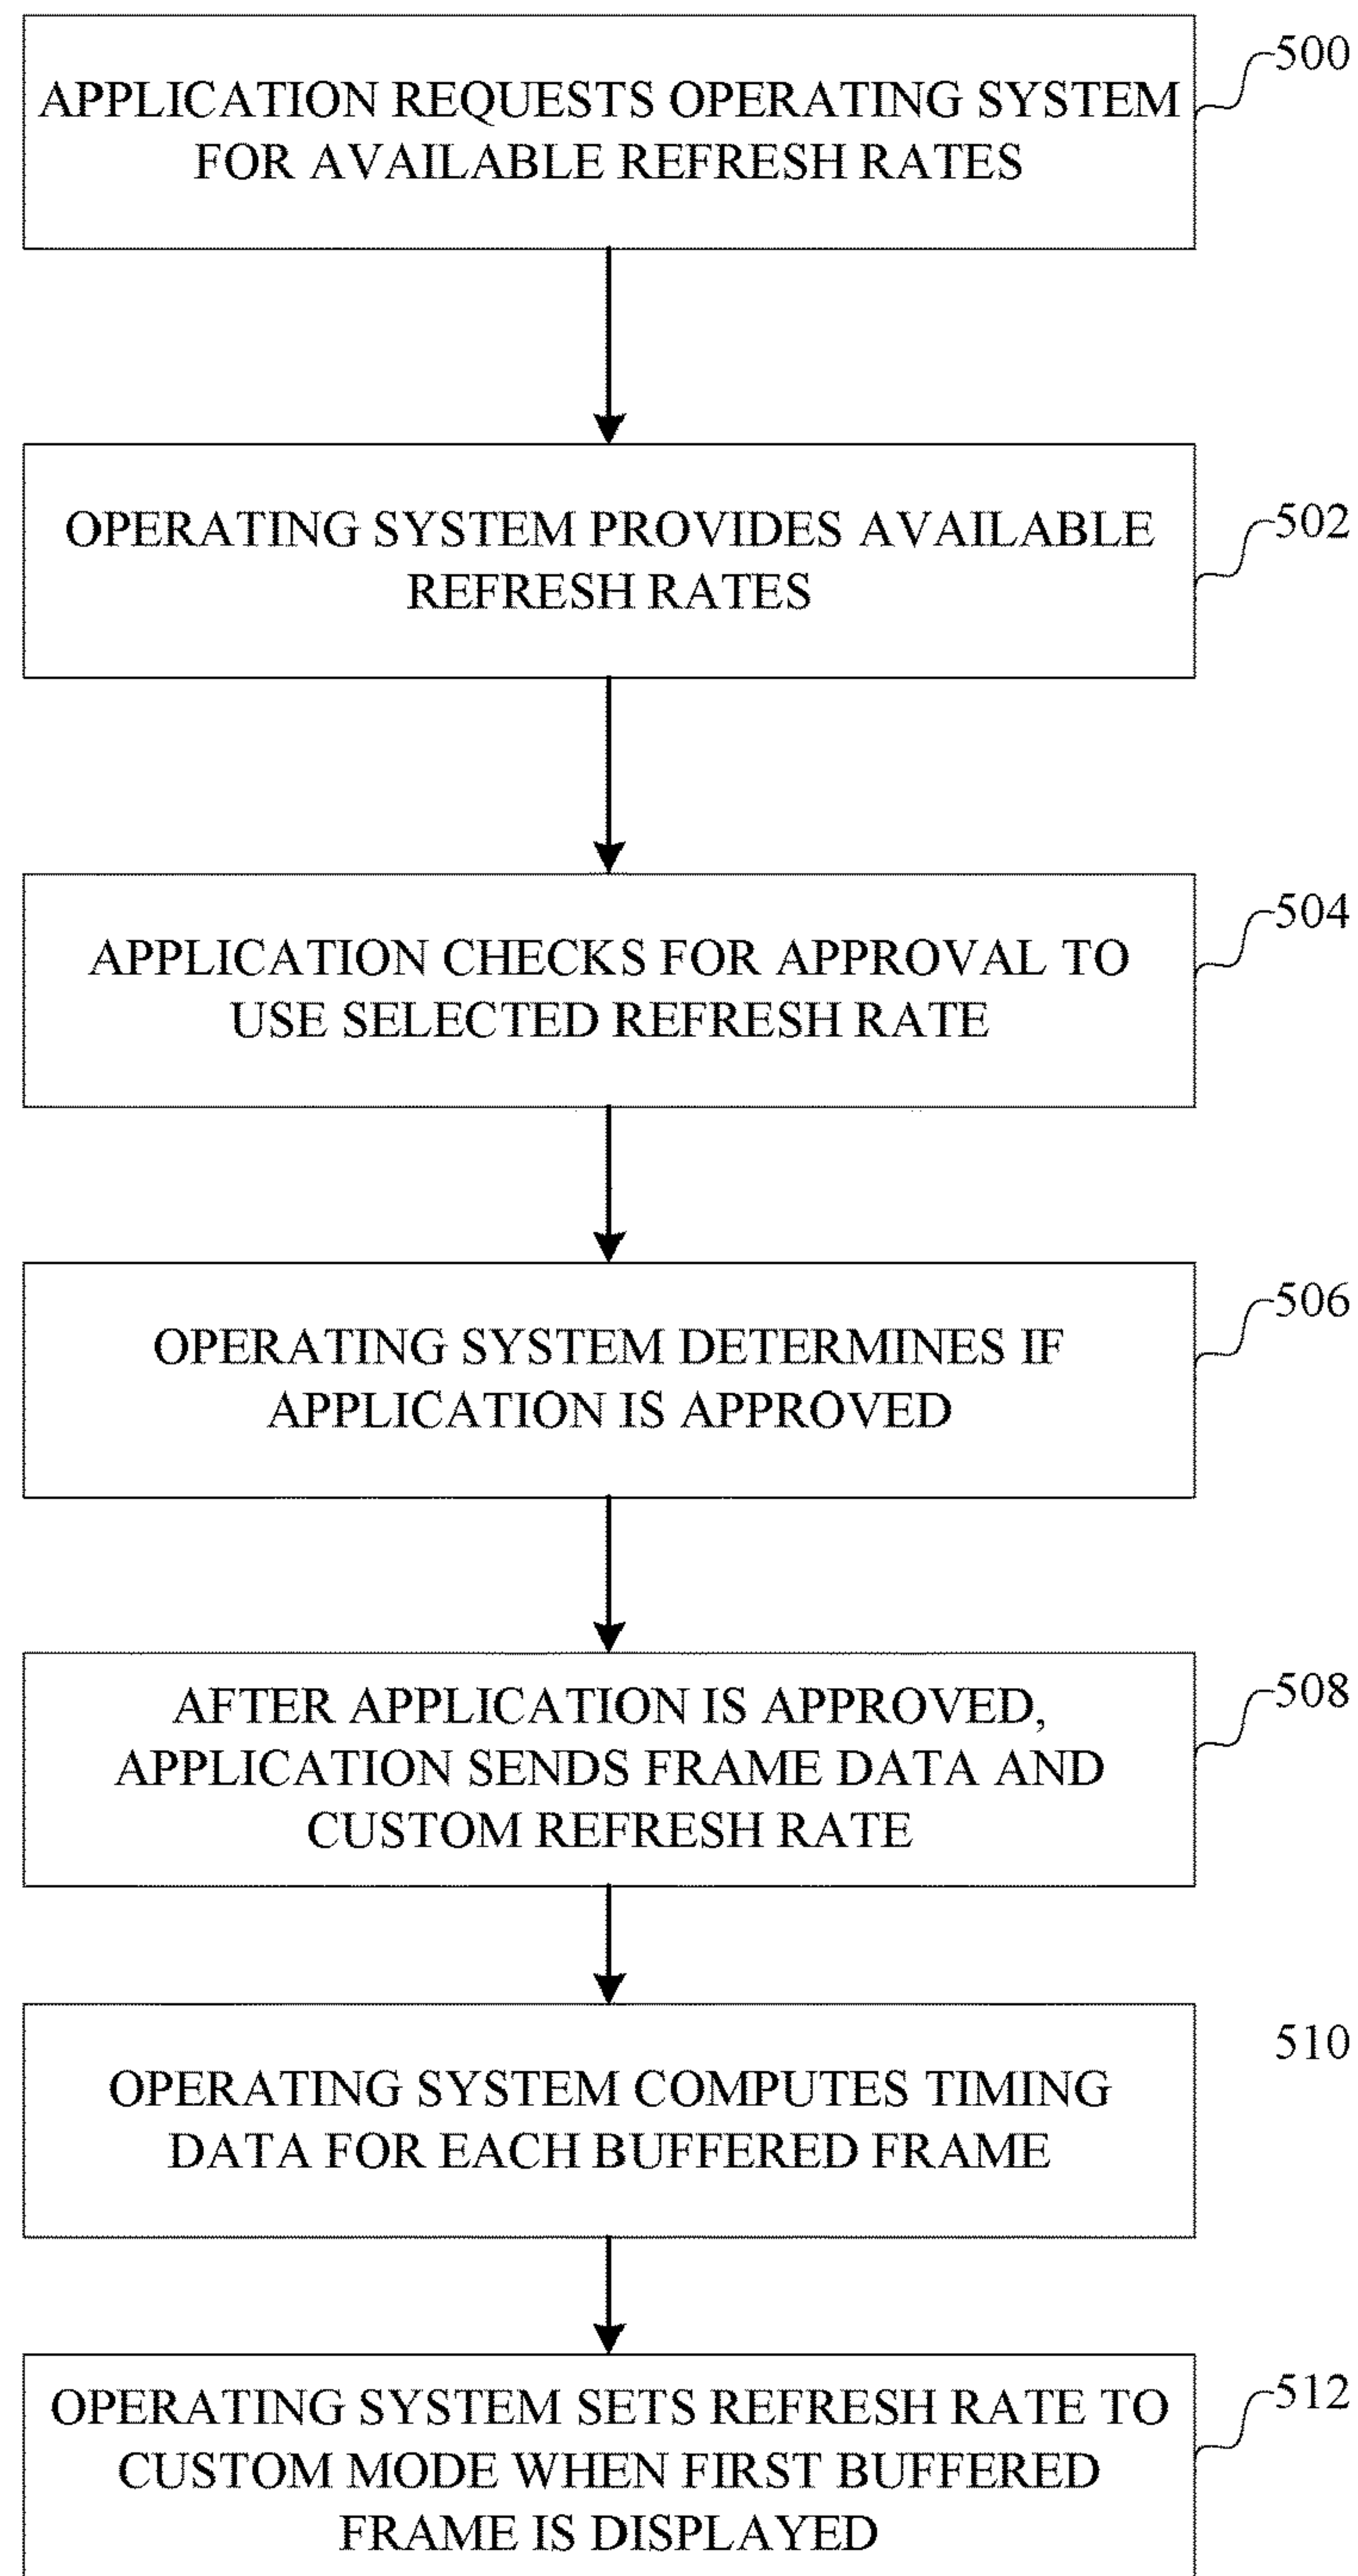 500
APPLICATION REQUESTS OPERATING SYSTEM
FOR AVAILABLE REFRESH RATES
502
OPERATING SYSTEM PROVIDES AVAILABLE
REFRESH RATES
504
APPLICATION CHECKS FOR APPROVAL TO
USE SELECTED REFRESH RATE
506
OPERATING SYSTEM DETERMINES IF
APPLICATION IS APPROVED
508
AFTER APPLICATION IS APPROVED,
APPLICATION SENDS FRAME DATA AND
CUSTOM REFRESH RATE
510
OPERATING SYSTEM COMPUTES TIMING
DATA FOR EACH BUFFERED FRAME
512
OPERATING SYSTEM SETS REFRESH RATE TO
CUSTOM MODE WHEN FIRST BUFFERED
FRAME IS DISPLAYED